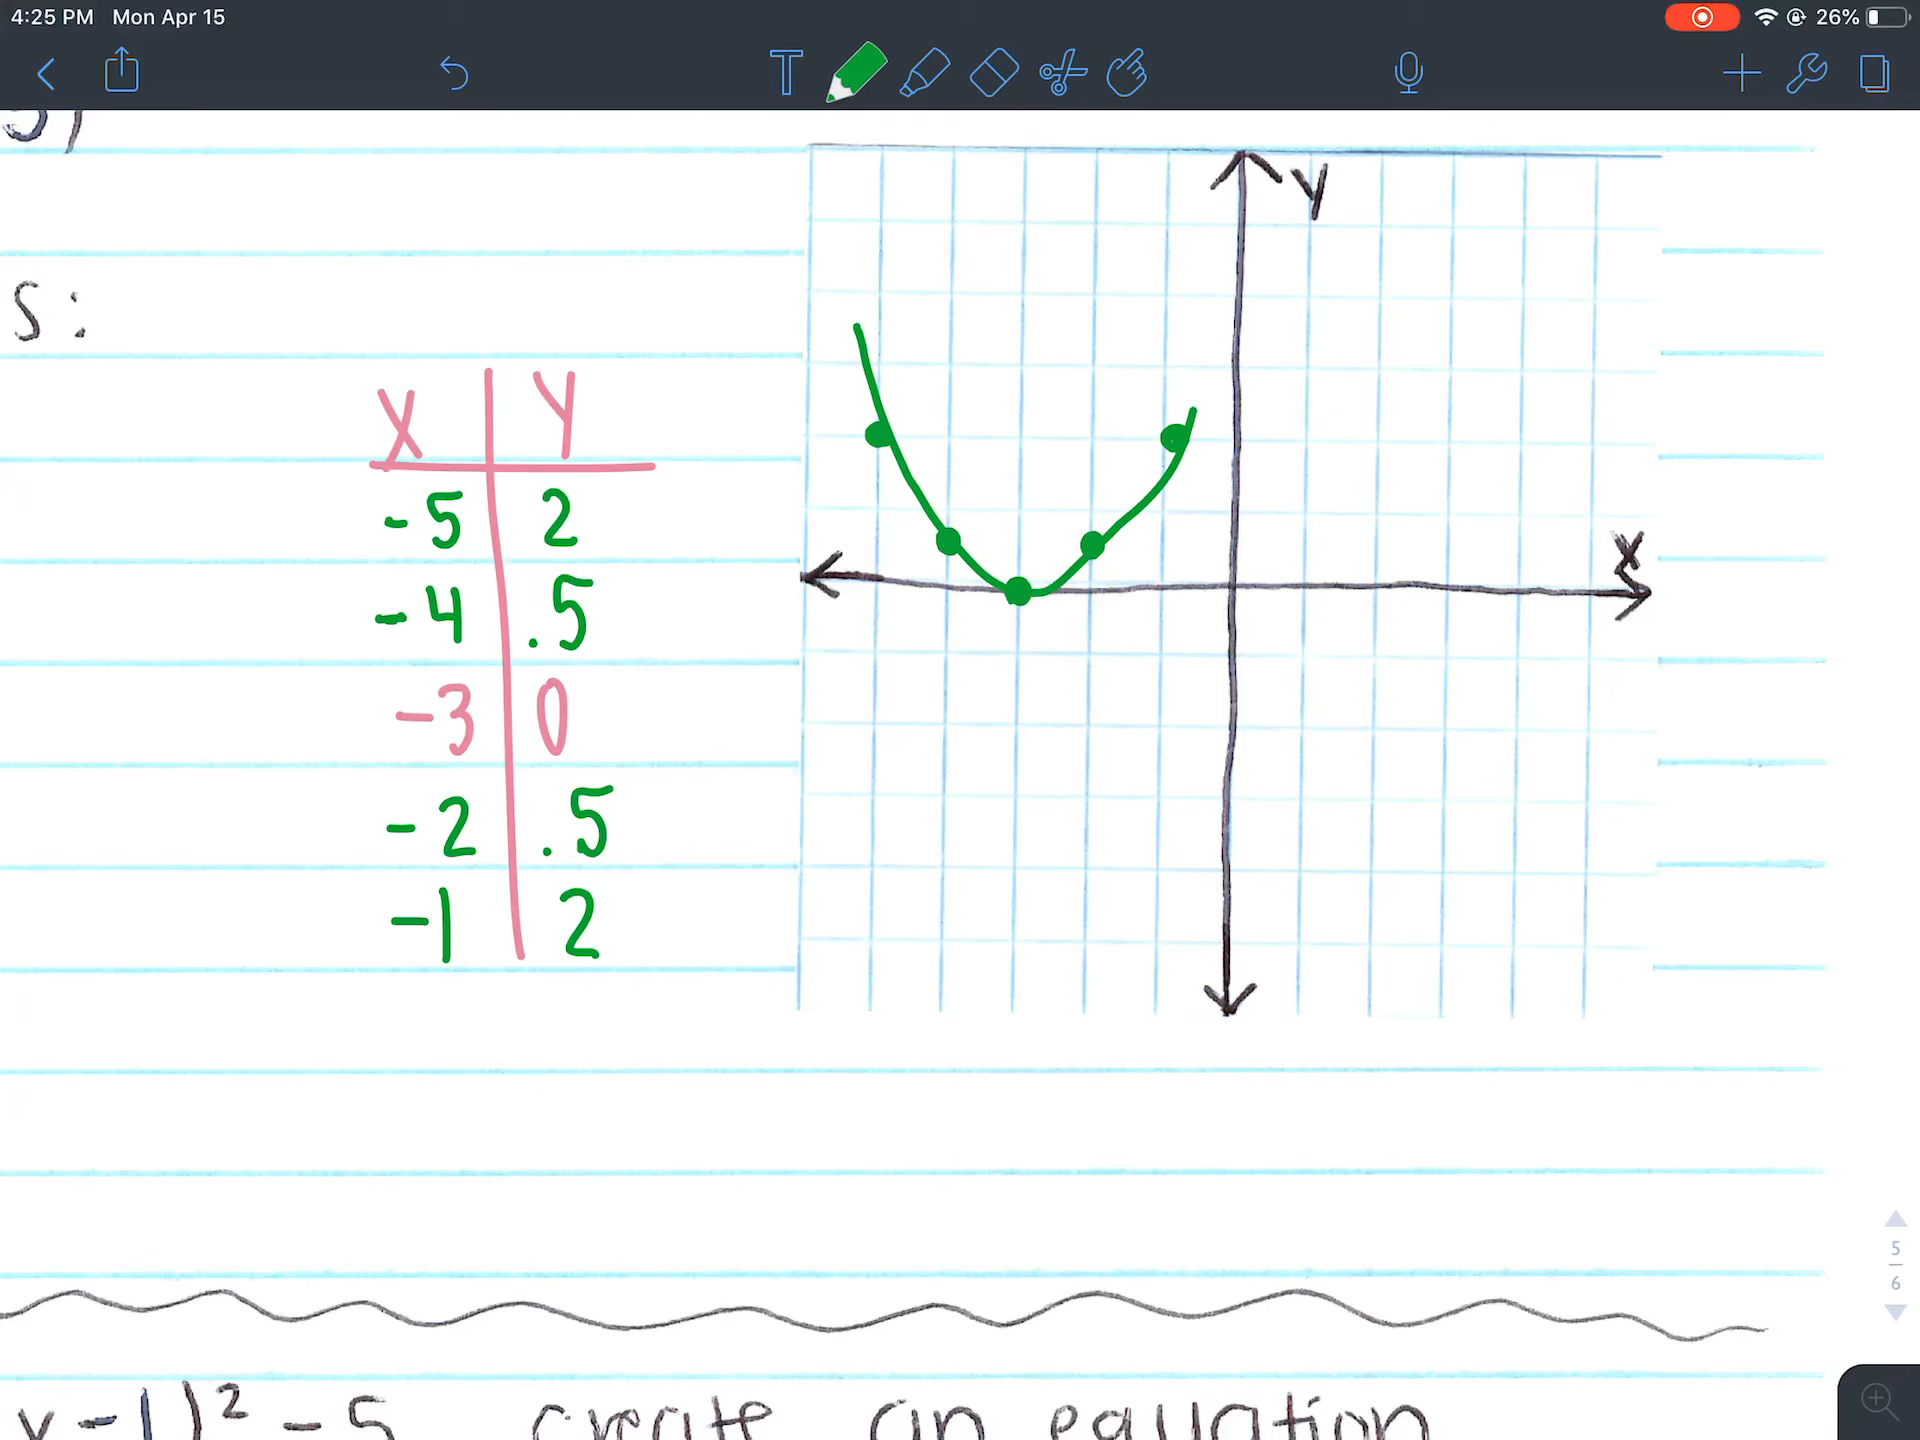 4:25 PM Mon Apr 15
26%
T
S:
X Y
-5 2
-4 .5
-3 0
-2 .5
-1 2
Y
X
5
6
x-1)² - 5 create an equation